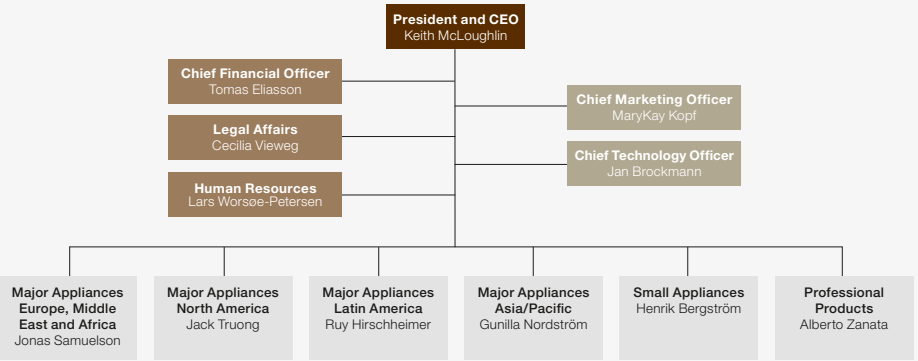 President and CEO
Keith McLoughlin
Chief Financial Officer
Tomas Eliasson
Chief Marketing Officer
MaryKay Kopf
Legal Affairs
Cecilia Vieweg
Chief Technology Officer
Jan Brockmann
Human Resources
Lars Worsøe-Petersen
Major Appliances
Europe, Middle
East and Africa
Jonas Samuelson
Major Appliances
North America
Jack Truong
Major Appliances
Latin America
Ruy Hirschheimer
Major Appliances
Asia/Pacific
Gunilla Nordström
Small Appliances
Henrik Bergström
Professional
Products
Alberto Zanata